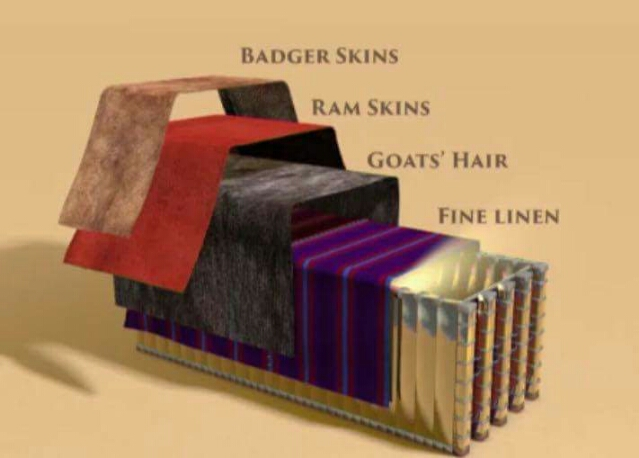 BADGER SKINS
RAM SKINS
GOATS' HAIR
FINE LINEN